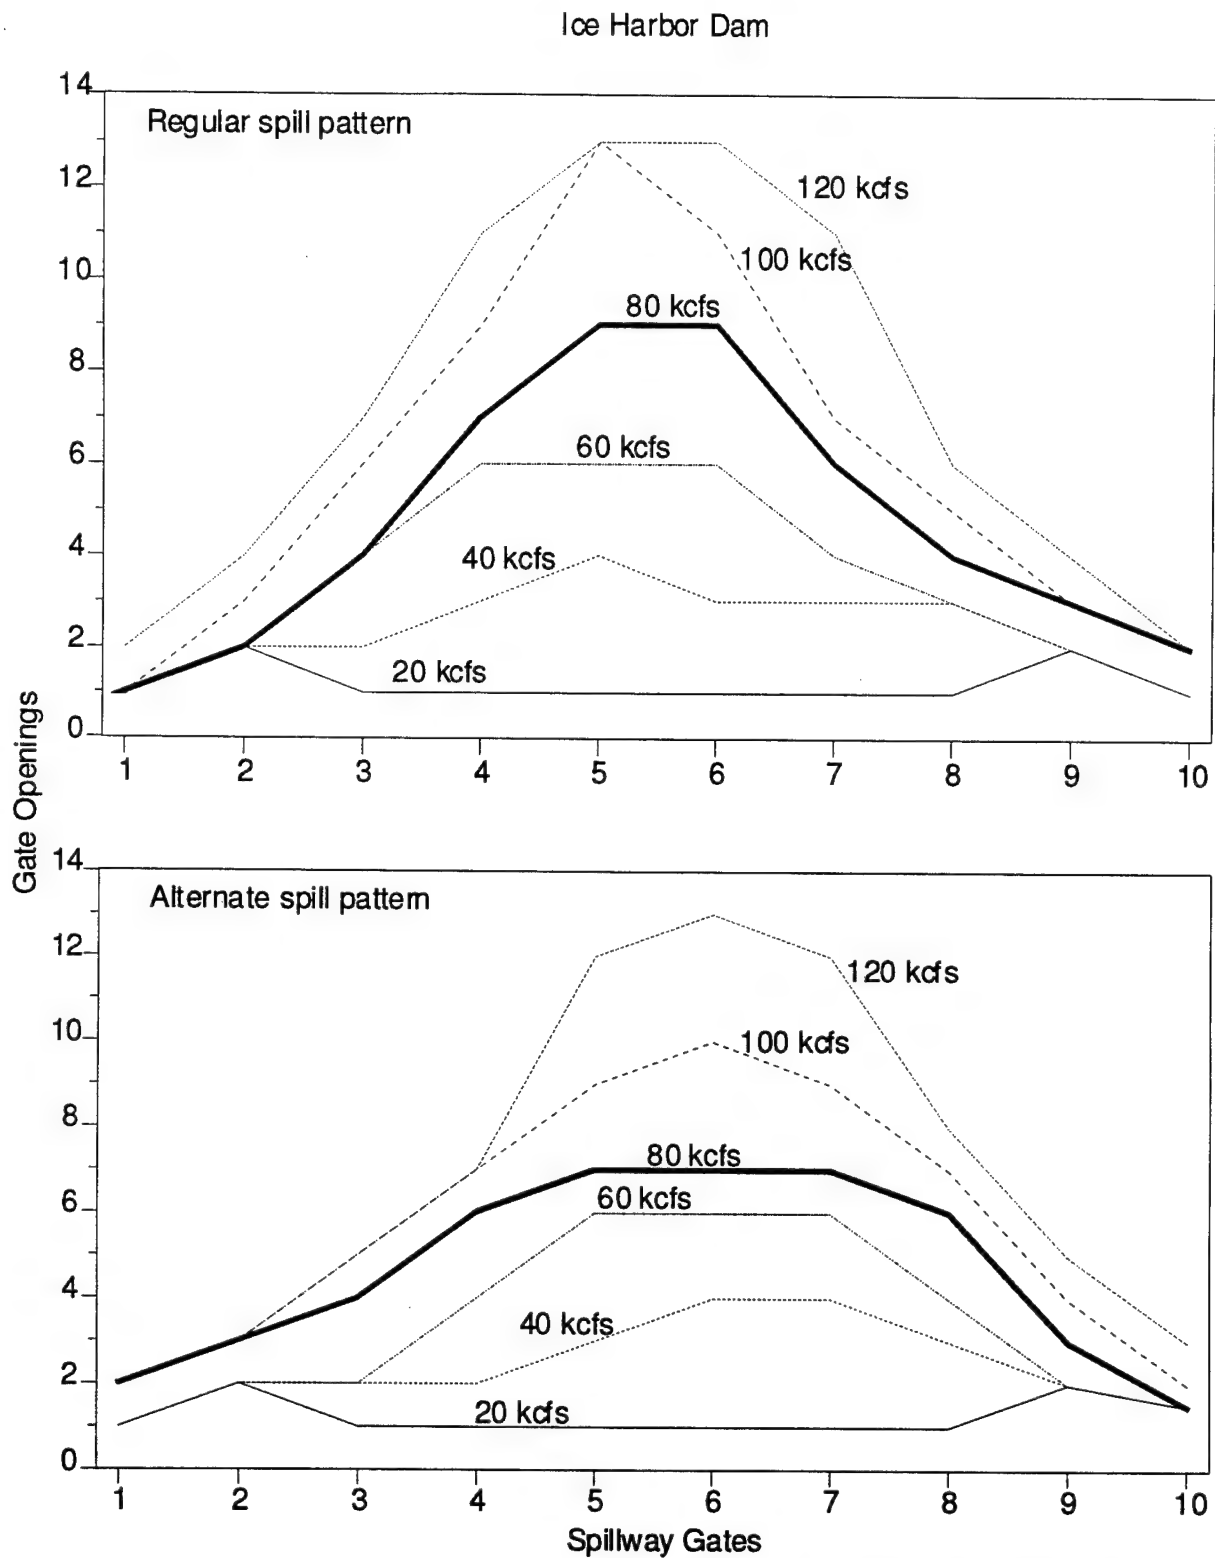 Ice Harbor Dam
Regular spill pattern
14
12
10
8
6
4
2
0
120 kcfs
100 kcfs
80 kcfs
60 kcfs
40 kcfs
20 kcfs
1 2 3 4 5 6 7 8 9 10
Gate Openings
Alternate spill pattern
14
12
10
8
6
4
2
0
120 kcfs
100 kcfs
80 kcfs
60 kcfs
40 kcfs
20 kcfs
1 2 3 4 5 6 7 8 9 10
Spillway Gates